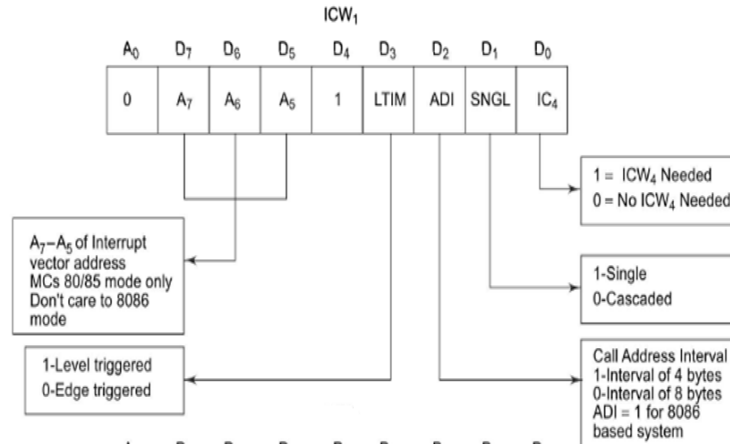 ICW₁
A₀ D₇ D₆ D₅ D₄ D₃ D₂ D₁ D₀
0 A₇ A₆ A₅ 1 LTIM ADI SNGL IC₄
1 = ICW₄ Needed
0 = No ICW₄ Needed
A₇–A₅ of Interrupt
vector address
MCs 80/85 mode only
Don't care to 8086
mode
1-Single
0-Cascaded
1-Level triggered
0-Edge triggered
Call Address Interval
1-Interval of 4 bytes
0-Interval of 8 bytes
ADI = 1 for 8086
based system